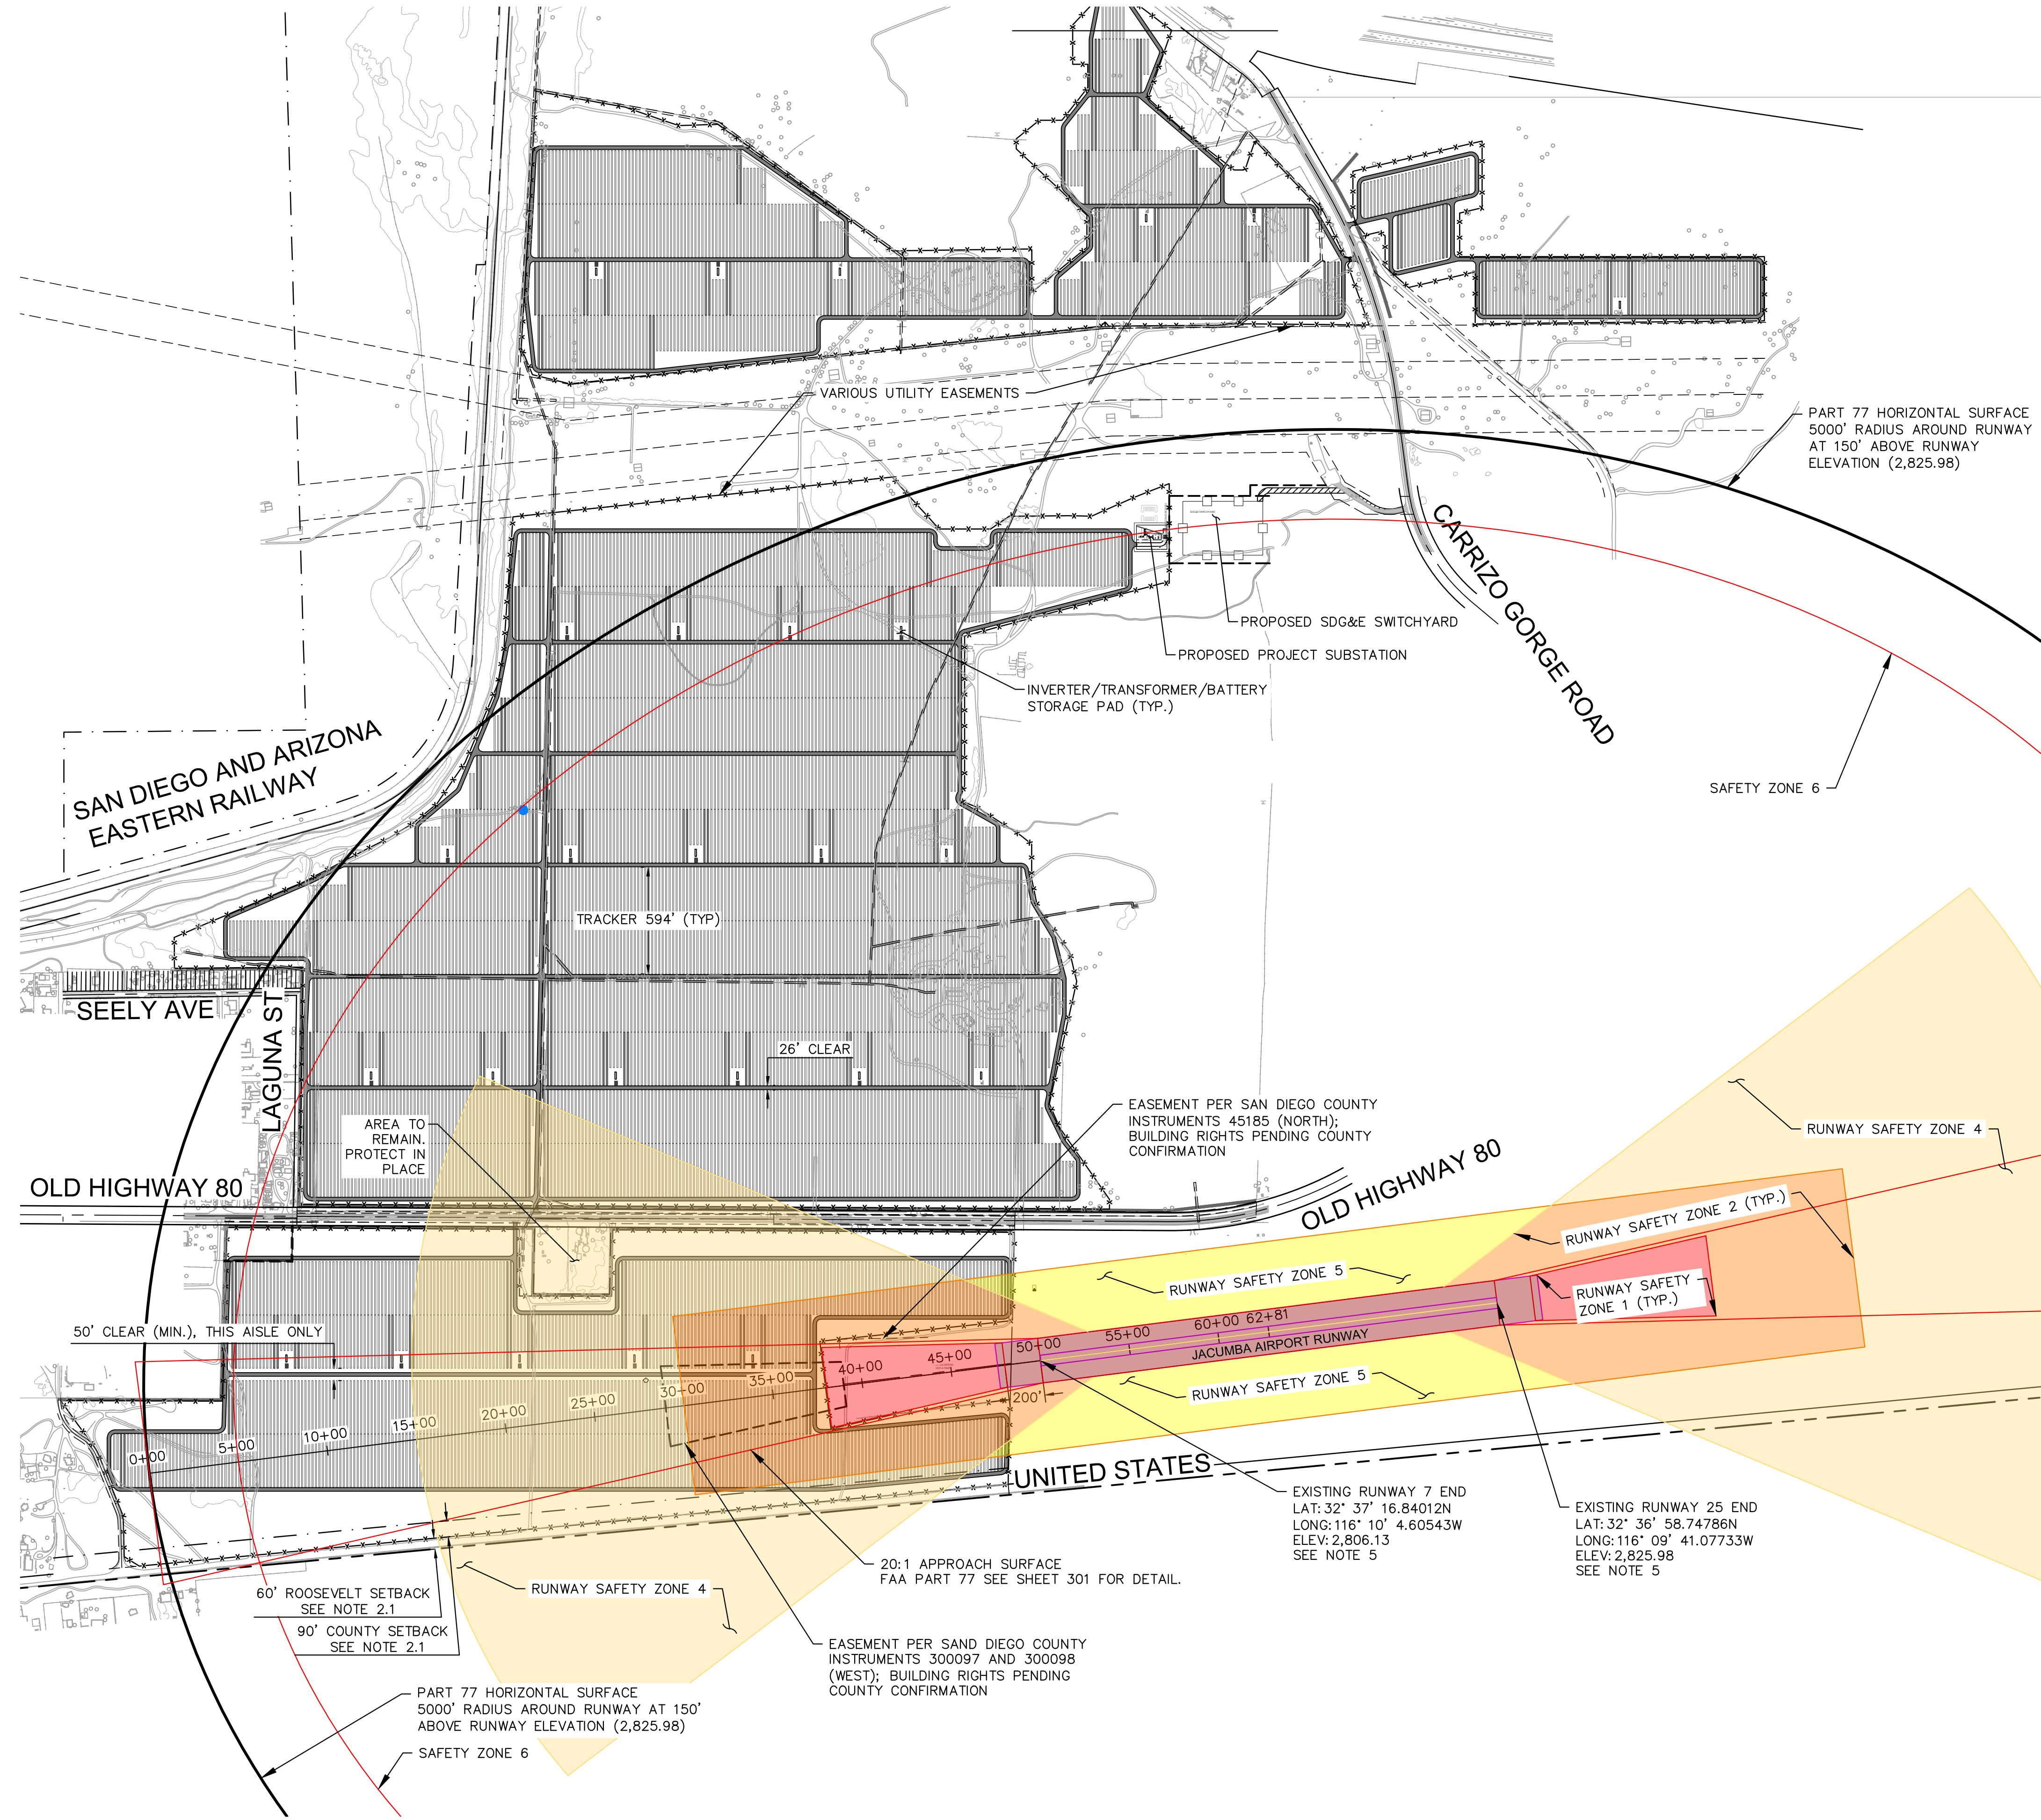 VARIOUS UTILITY EASEMENTS
PART 77 HORIZONTAL SURFACE
5000' RADIUS AROUND RUNWAY
AT 150' ABOVE RUNWAY
ELEVATION (2,825.98)
CARRIZO GORGE ROAD
PROPOSED SDG&E SWITCHYARD
PROPOSED PROJECT SUBSTATION
INVERTER/TRANSFORMER/BATTERY
STORAGE PAD (TYP.)
SAN DIEGO AND ARIZONA
EASTERN RAILWAY
SAFETY ZONE 6
TRACKER 594' (TYP)
SEELY AVE
LAGUNA ST
26' CLEAR
AREA TO
REMAIN.
PROTECT IN
PLACE
EASEMENT PER SAN DIEGO COUNTY
INSTRUMENTS 45185 (NORTH);
BUILDING RIGHTS PENDING COUNTY
CONFIRMATION
RUNWAY SAFETY ZONE 4
OLD HIGHWAY 80
OLD HIGHWAY 80
RUNWAY SAFETY ZONE 2 (TYP.)
RUNWAY SAFETY ZONE 5
RUNWAY SAFETY
ZONE 1 (TYP.)
50' CLEAR (MIN.), THIS AISLE ONLY
0+00
5+00
10+00
15+00
20+00
25+00
30+00
35+00
40+00
45+00
50+00
55+00
60+00
62+81
JACUMBA AIRPORT RUNWAY
RUNWAY SAFETY ZONE 5
200'
UNITED STATES
EXISTING RUNWAY 7 END
LAT: 32° 37' 16.84012N
LONG: 116° 10' 4.60543W
ELEV: 2,806.13
SEE NOTE 5
EXISTING RUNWAY 25 END
LAT: 32° 36' 58.74786N
LONG: 116° 09' 41.07733W
ELEV: 2,825.98
SEE NOTE 5
20:1 APPROACH SURFACE
FAA PART 77 SEE SHEET 301 FOR DETAIL.
60' ROOSEVELT SETBACK
SEE NOTE 2.1
90' COUNTY SETBACK
SEE NOTE 2.1
RUNWAY SAFETY ZONE 4
EASEMENT PER SAND DIEGO COUNTY
INSTRUMENTS 300097 AND 300098
(WEST); BUILDING RIGHTS PENDING
COUNTY CONFIRMATION
PART 77 HORIZONTAL SURFACE
5000' RADIUS AROUND RUNWAY AT 150'
ABOVE RUNWAY ELEVATION (2,825.98)
SAFETY ZONE 6